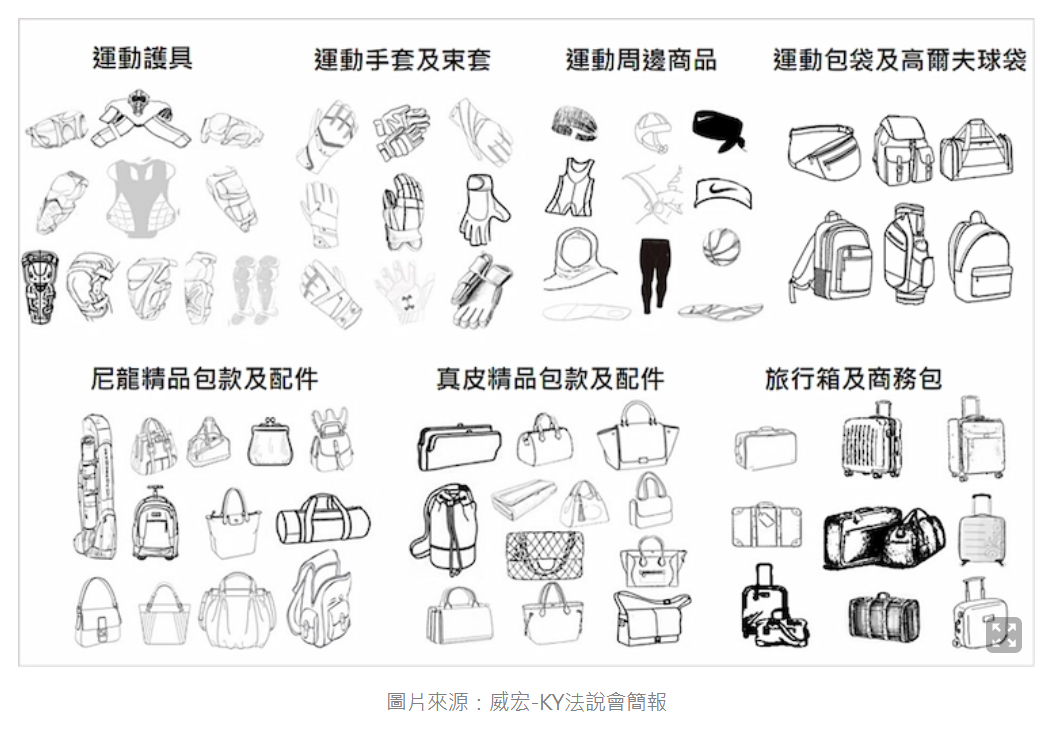 運動護具
運動手套及束套
運動周邊商品
運動包袋及高爾夫球袋
尼龍精品包款及配件
真皮精品包款及配件
旅行箱及商務包
圖片來源：威宏-KY法說會簡報